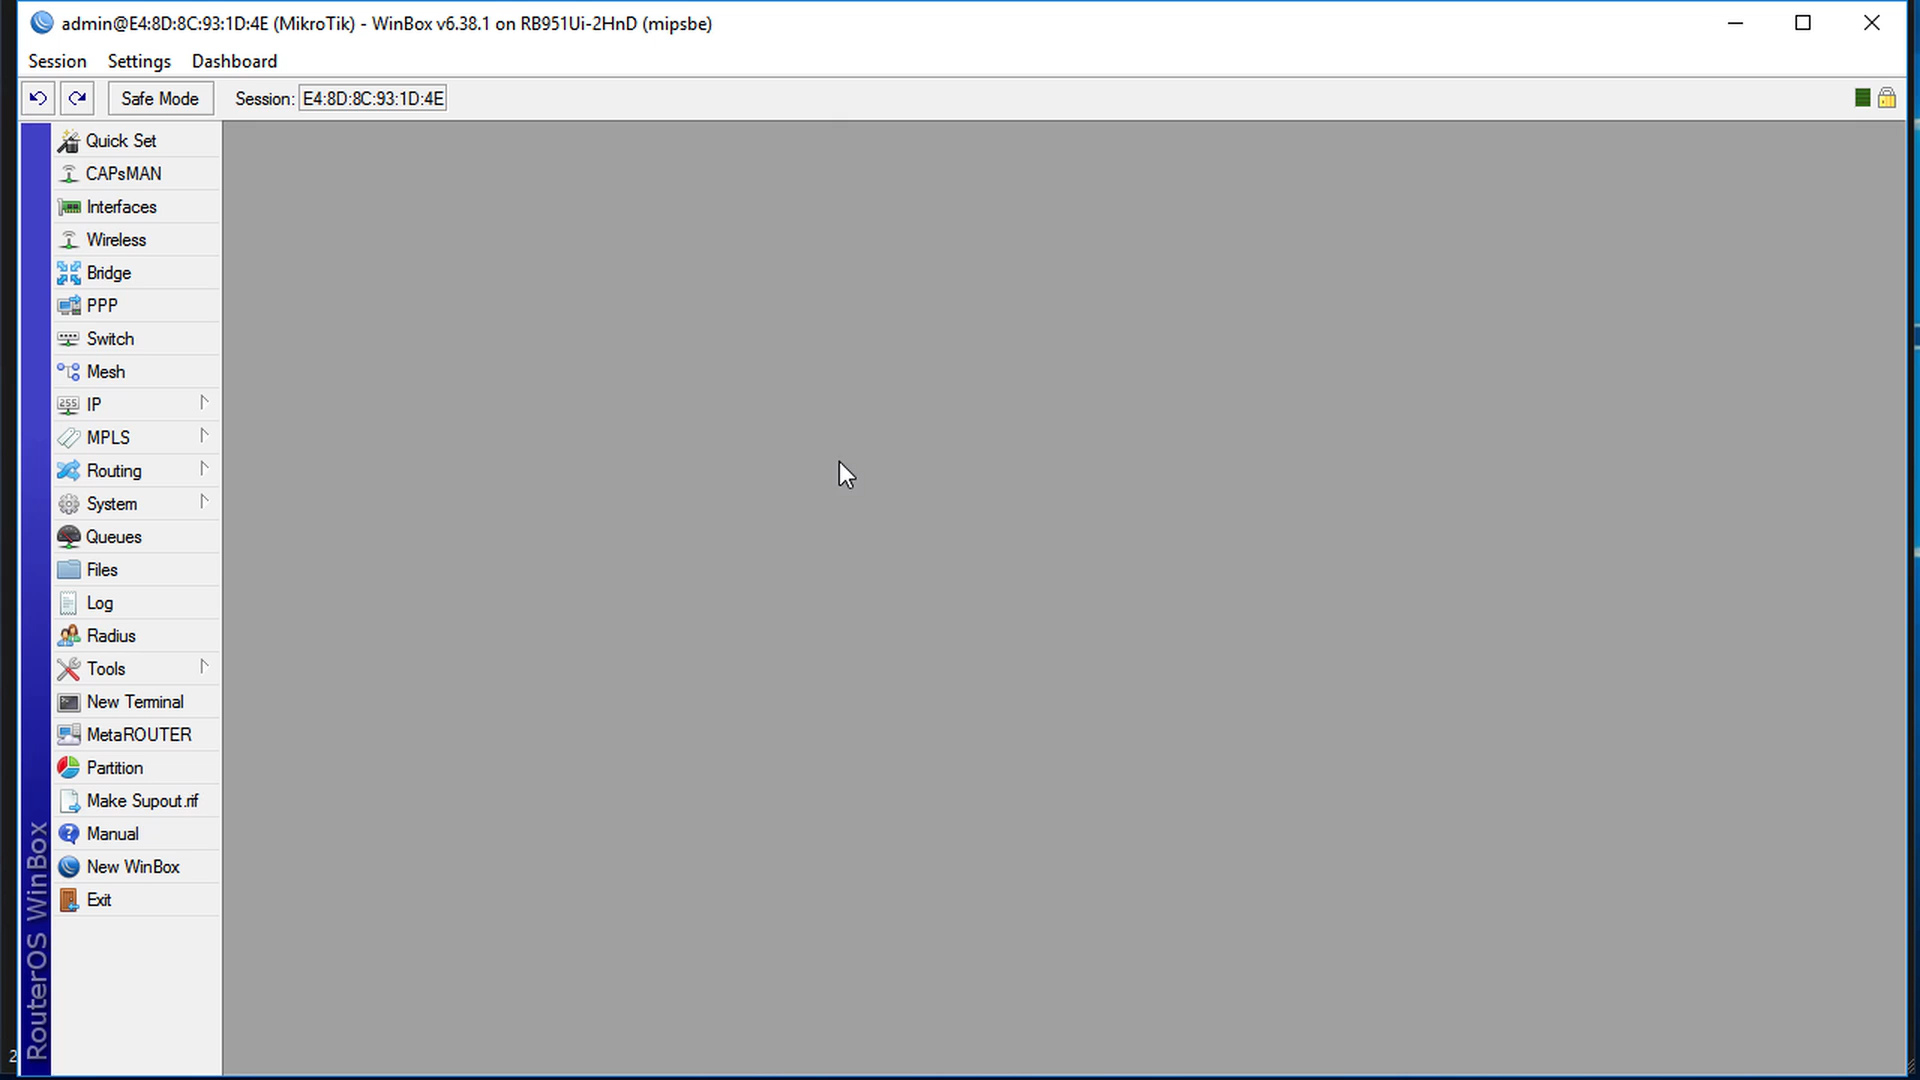 admin@E4:8D:8C:93:1D:4E (MikroTik) - WinBox v6.38.1 on RB951Ui-2HnD (mipsbe)
Session Settings Dashboard
Safe Mode Session: E4:8D:8C:93:1D:4E
Quick Set
CAPsMAN
Interfaces
Wireless
Bridge
PPP
Switch
Mesh
255 IP
MPLS
Routing
System
Queues
Files
Log
Radius
Tools
New Terminal
MetaROUTER
Partition
Make Supout.rif
Manual
New WinBox
Exit
RouterOS WinBox
2